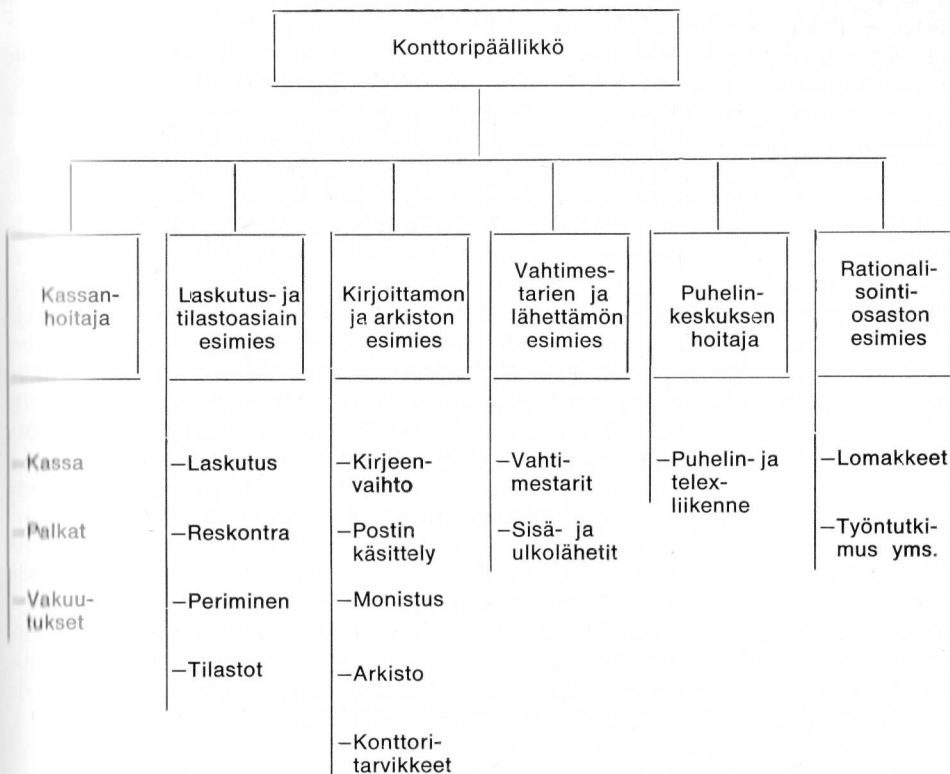 Konttoripäällikkö
Kassan-
hoitaja
–Kassa
–Palkat
–Vakuu-
tukset
Laskutus- ja
tilastoasiain
esimies
–Laskutus
–Reskontra
–Periminen
–Tilastot
Kirjoittamon
ja arkiston
esimies
–Kirjeen-
vaihto
–Postin
käsittely
–Monistus
–Arkisto
–Konttori-
tarvikkeet
Vahtimes-
tarien ja
lähettämön
esimies
–Vahti-
mestarit
–Sisä- ja
ulkolähetit
Puhelin-
keskuksen
hoitaja
–Puhelin- ja
telex-
liikenne
Rationali-
sointi-
osaston
esimies
–Lomakkeet
–Työntutki-
mus yms.